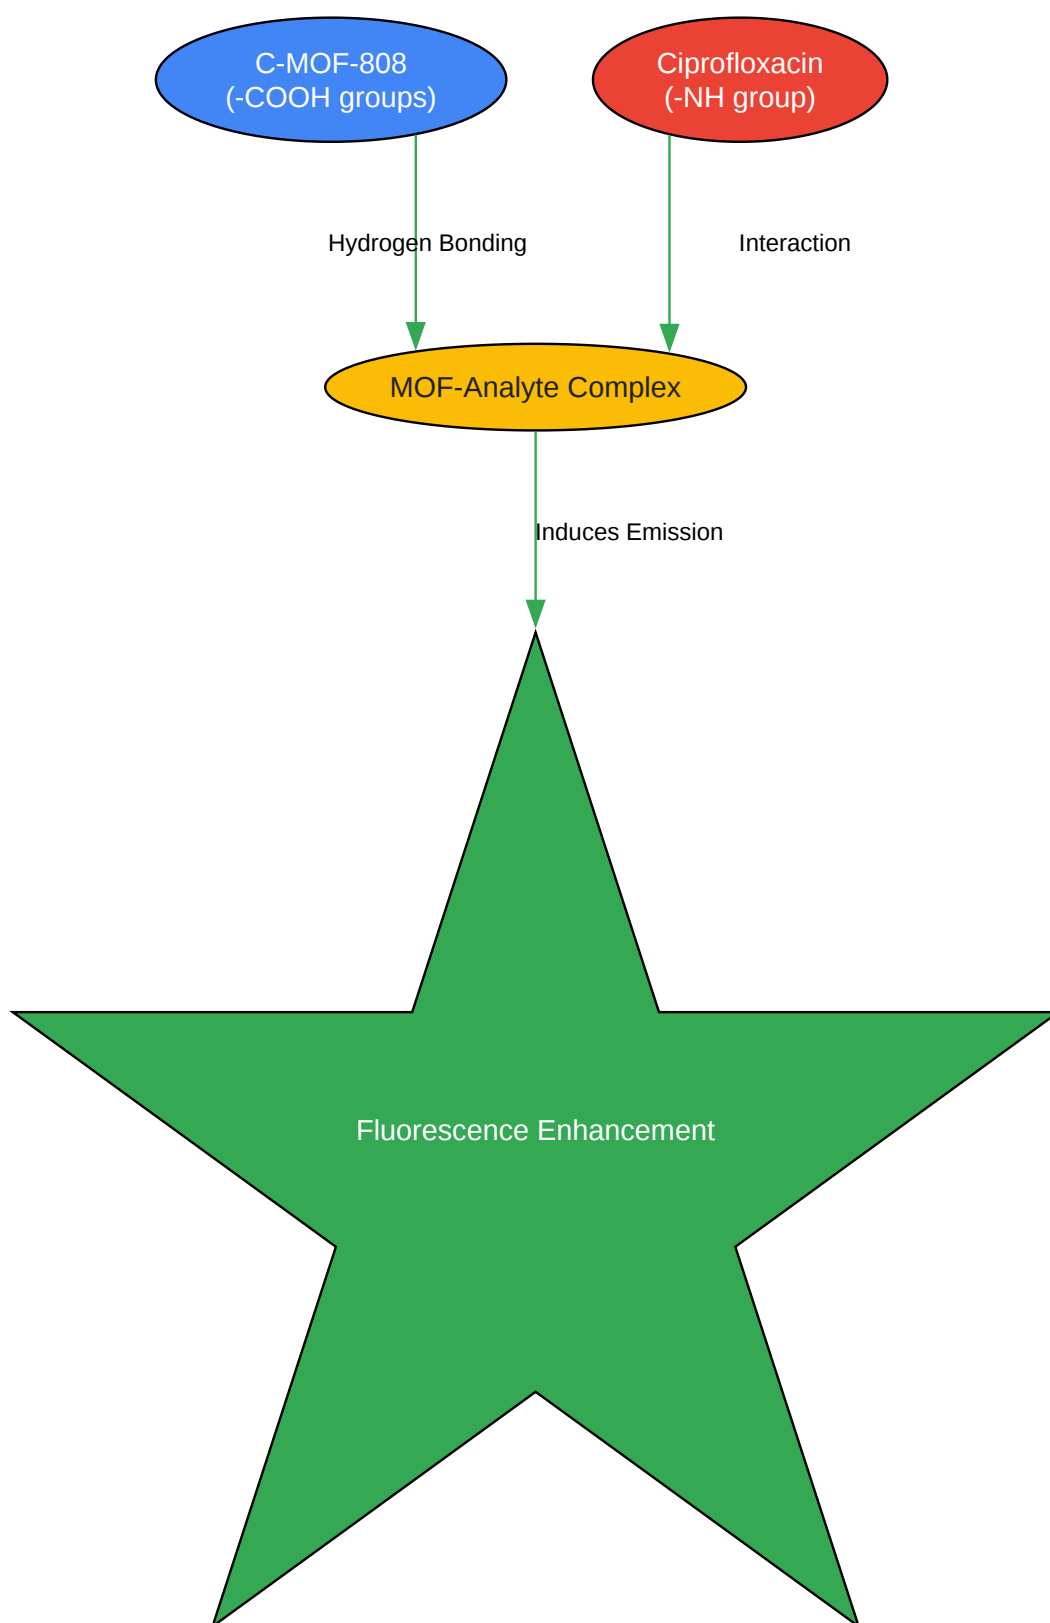 C-MOF-808
(-COOH groups)
Ciprofloxacin
(-NH group)
Hydrogen Bonding
Interaction
MOF-Analyte Complex
Induces Emission
Fluorescence Enhancement